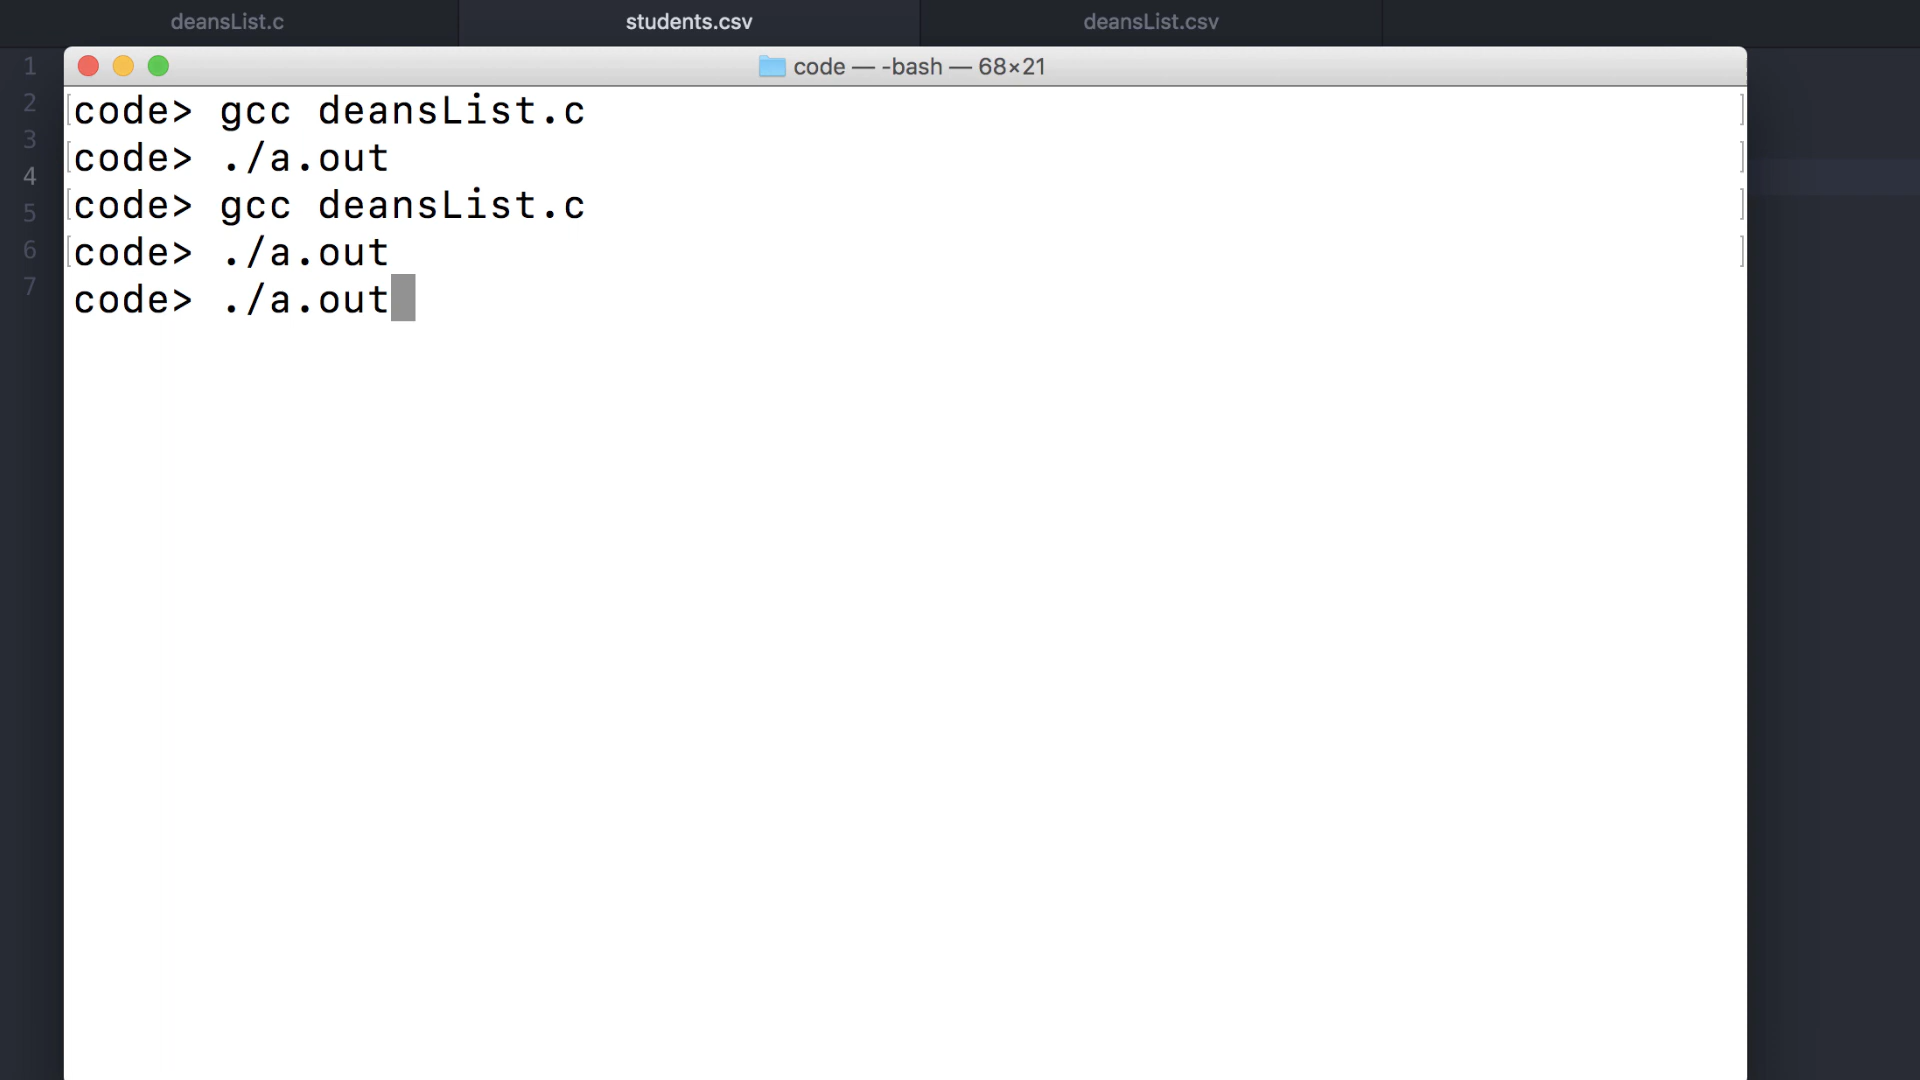 deansList.c students.csv deansList.csv
code — -bash — 68×21
1
2
3
4
5
6
7
code> gcc deansList.c
code> ./a.out
code> gcc deansList.c
code> ./a.out
code> ./a.out